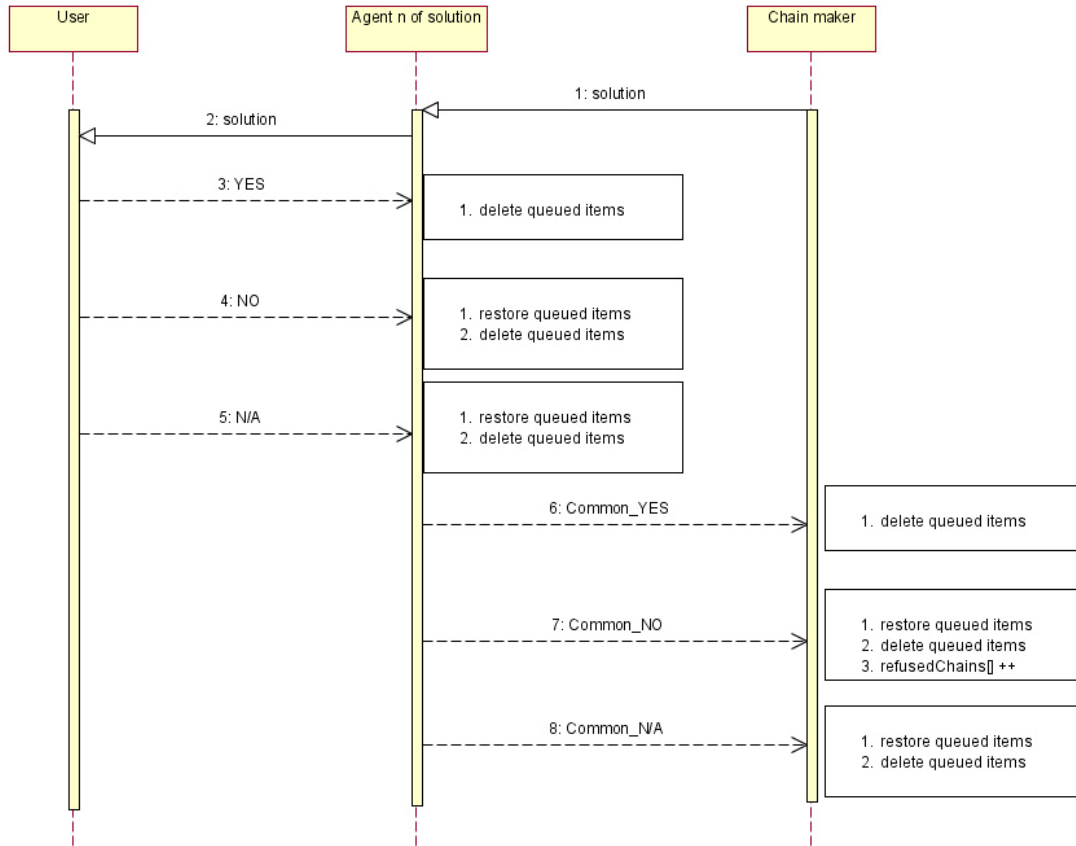 User
Agent n of solution
Chain maker
1: solution
2: solution
3: YES
1. delete queued items
4: NO
1. restore queued items
2. delete queued items
5: N/A
1. restore queued items
2. delete queued items
6: Common_YES
1. delete queued items
7: Common_NO
1. restore queued items
2. delete queued items
3. refusedChains[] ++
8: Common_N/A
1. restore queued items
2. delete queued items